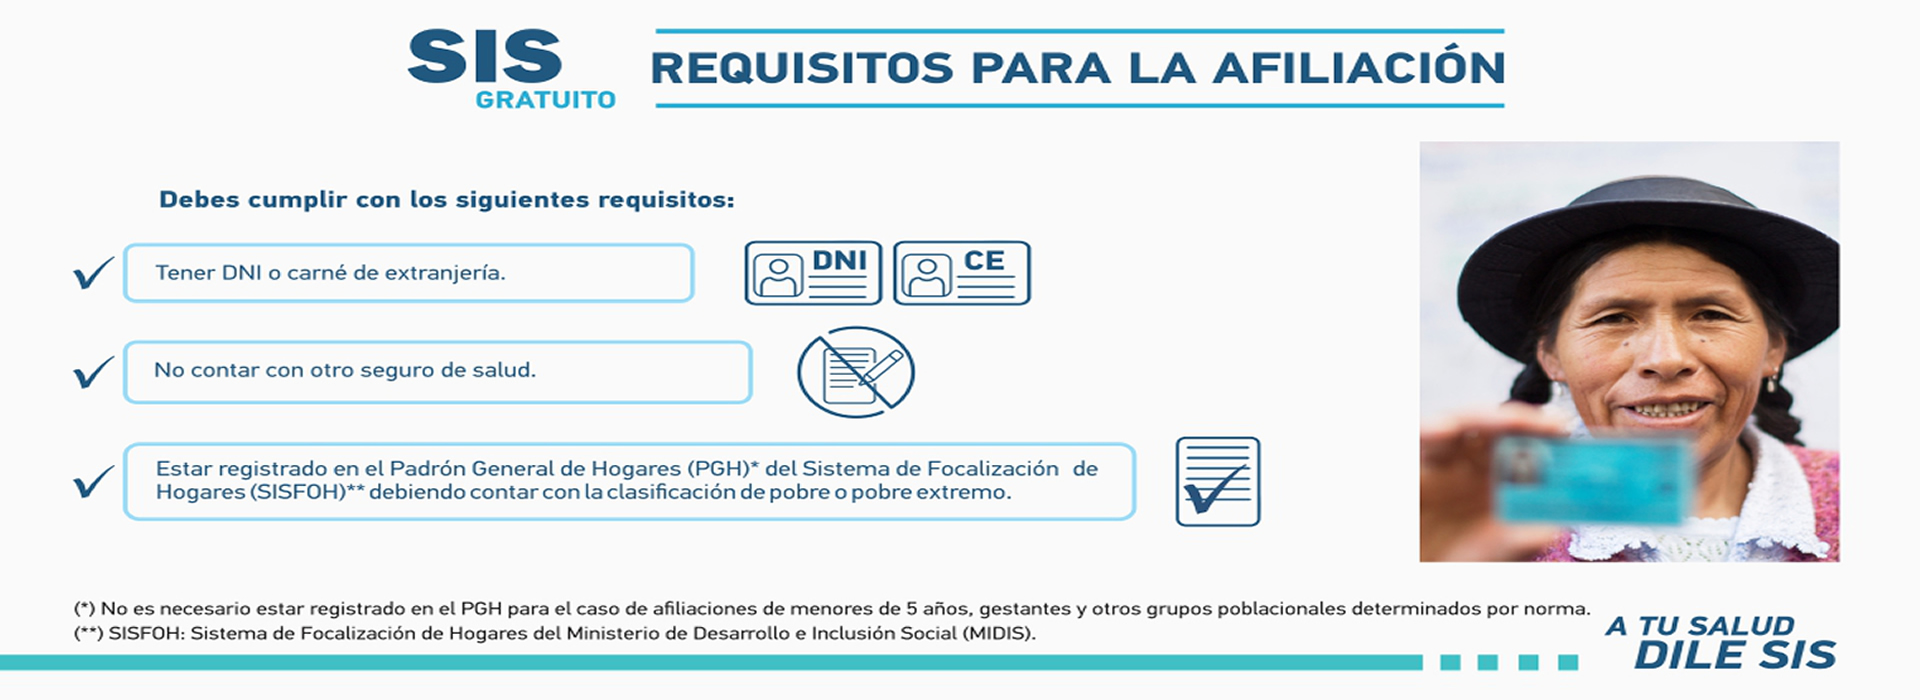 SIS
GRATUITO
REQUISITOS PARA LA AFILIACIÓN
Debes cumplir con los siguientes requisitos:
Tener DNI o carné de extranjería.
DNI
CE
No contar con otro seguro de salud.
Estar registrado en el Padrón General de Hogares (PGH)* del Sistema de Focalización de
Hogares (SISFOH)** debiendo contar con la clasificación de pobre o pobre extremo.
(*) No es necesario estar registrado en el PGH para el caso de afiliaciones de menores de 5 años, gestantes y otros grupos poblacionales determinados por norma.
(**) SISFOH: Sistema de Focalización de Hogares del Ministerio de Desarrollo e Inclusión Social (MIDIS).
A TU SALUD
DILE SIS